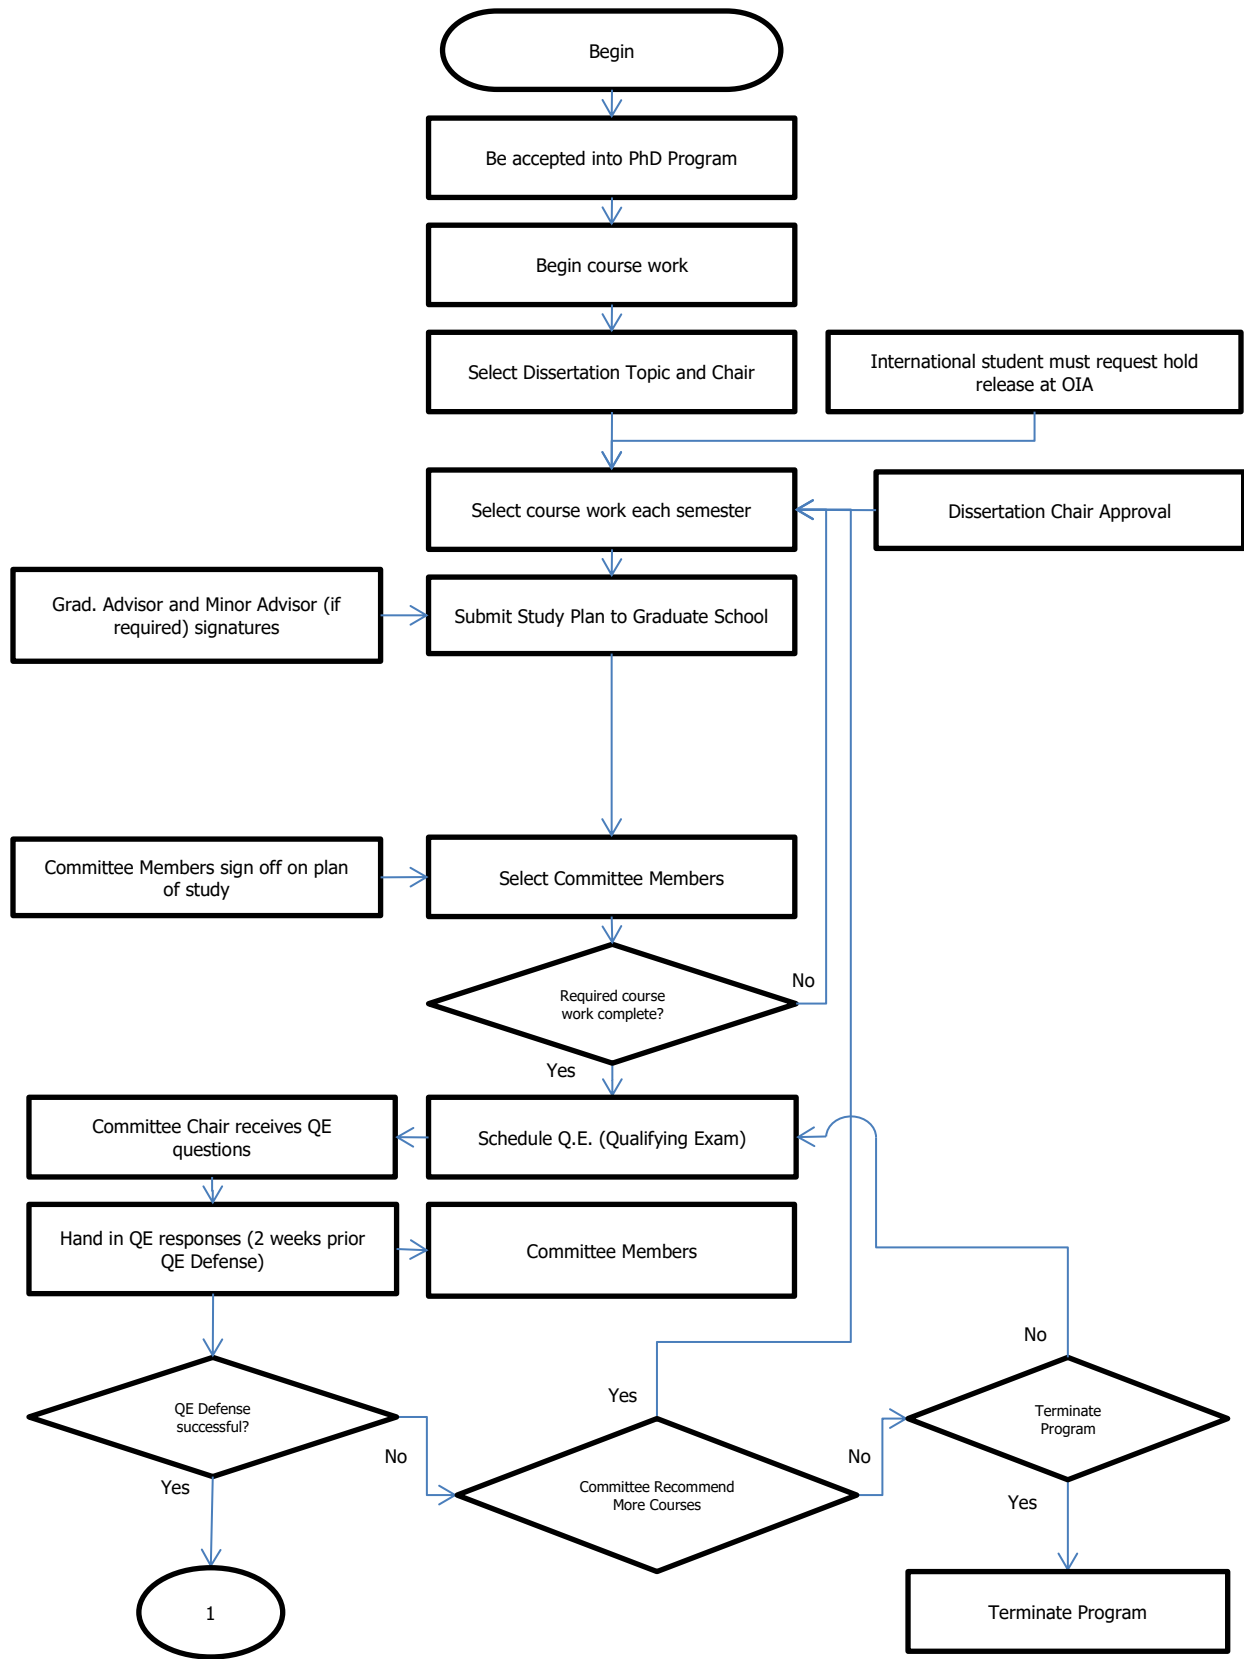 Begin
Be accepted into PhD Program
Begin course work
Select Dissertation Topic and Chair
International student must request hold
release at OIA
Select course work each semester
Dissertation Chair Approval
Grad. Advisor and Minor Advisor (if
required) signatures
Submit Study Plan to Graduate School
Committee Members sign off on plan
of study
Select Committee Members
No
Required course
work complete?
Yes
Committee Chair receives QE
questions
Schedule Q.E. (Qualifying Exam)
Hand in QE responses (2 weeks prior
QE Defense)
Committee Members
No
Yes
QE Defense
successful?
Terminate
Program
No
No
Yes
Committee Recommend
More Courses
Yes
1
Terminate Program